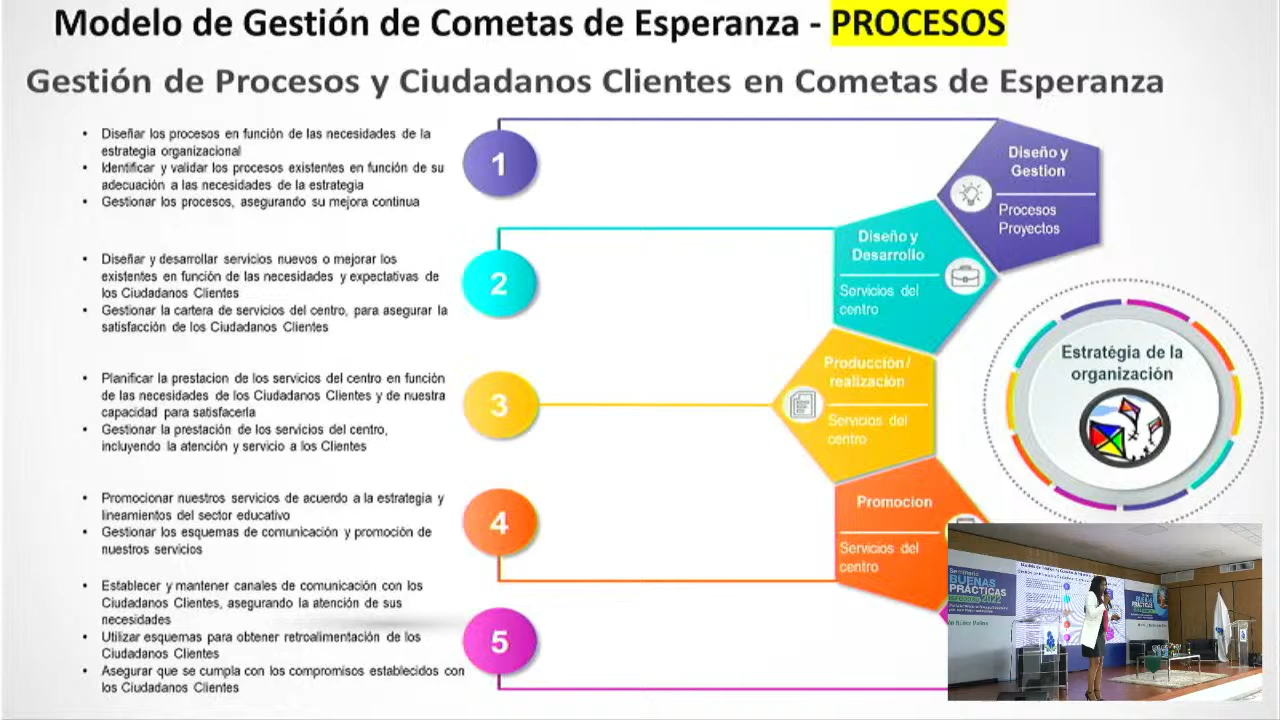 Modelo de Gestión de Cometas de Esperanza - PROCESOS
Gestión de Procesos y Ciudadanos Clientes en Cometas de Esperanza
• Diseñar los procesos en función de las necesidades de la
estrategia organizacional
• Identificar y validar los procesos existentes en función de su
adecuación a las necesidades de la estrategia
• Gestionar los procesos, asegurando su mejora continua
1
Diseño y
Gestion
Procesos
Proyectos
• Diseñar y desarrollar servicios nuevos o mejorar los
existentes en función de las necesidades y expectativas de
los Ciudadanos Clientes
• Gestionar la cartera de servicios del centro, para asegurar la
satisfacción de los Ciudadanos Clientes
2
Diseño y
Desarrollo
Servicios del
centro
• Planificar la prestacion de los servicios del centro en función
de las necesidades de los Ciudadanos Clientes y de nuestra
capacidad para satisfacerla
• Gestionar la prestación de los servicios del centro,
incluyendo la atención y servicio a los Clientes
3
Producción/
realización
Servicios del
centro
Estratégia de la
organización
• Promocionar nuestros servicios de acuerdo a la estrategia y
lineamientos del sector educativo
• Gestionar los esquemas de comunicación y promoción de
nuestros servicios
4
Promocion
Servicios del
centro
• Establecer y mantener canales de comunicación con los
Ciudadanos Clientes, asegurando la atención de sus
necesidades
• Utilizar esquemas para obtener retroalimentación de los
Ciudadanos Clientes
• Asegurar que se cumpla con los compromisos establecidos con
los Ciudadanos Clientes
5
Seminario
BUENAS
PRÁCTICAS
2022